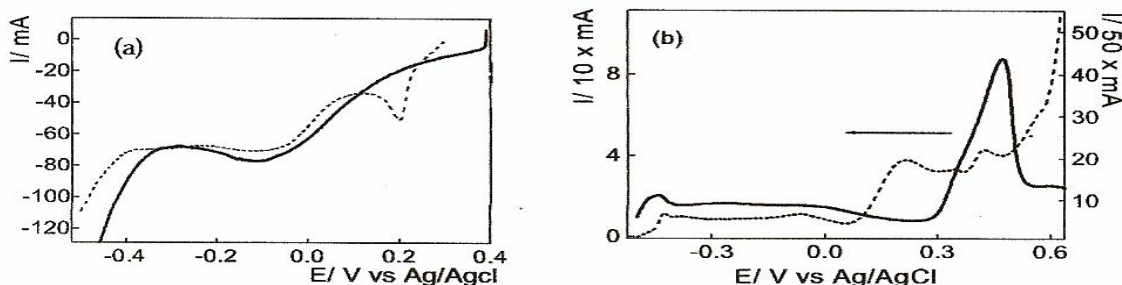 (a)
I/ mA
0
-20
-40
-60
-80
-100
-120
-0.4 -0.2 0.0 0.2 0.4
E/ V vs Ag/Agcl
(b)
I/ 10 x mA
8
4
0
I/ 50 x mA
50
40
30
20
10
-0.3 0.0 0.3 0.6
E/ V vs Ag/AgCl